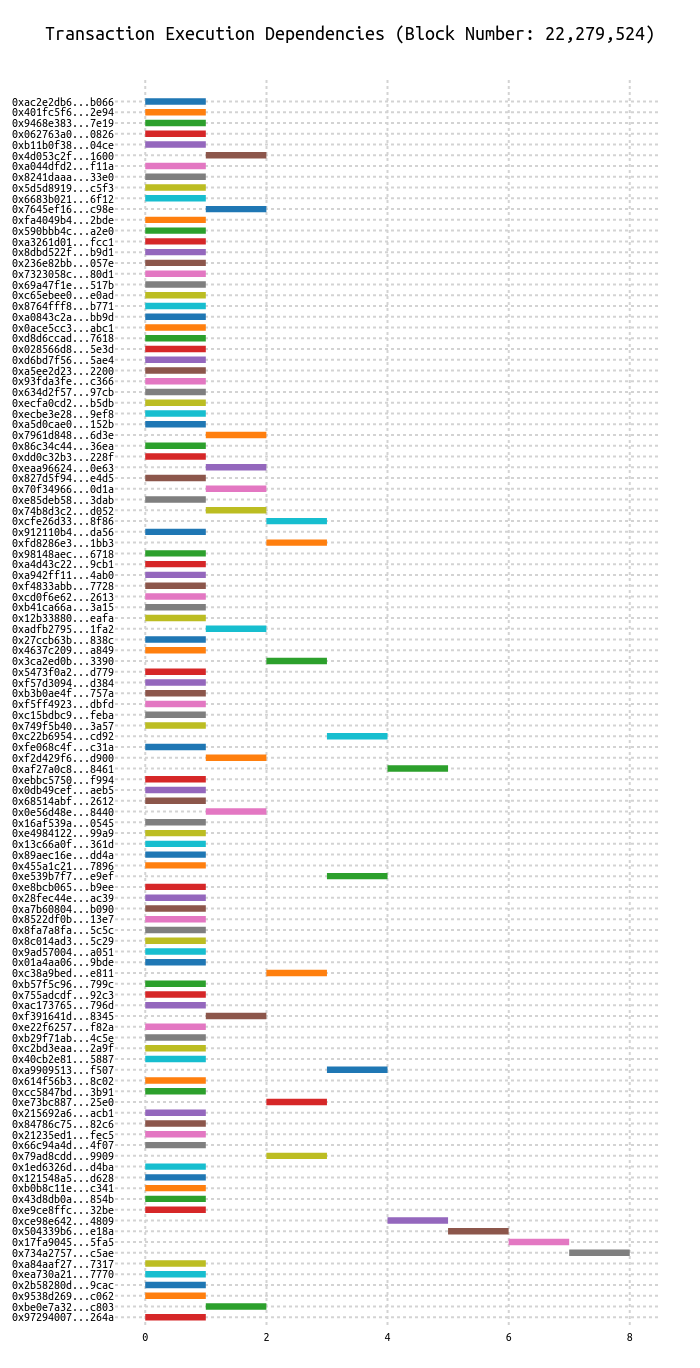 Transaction Execution Dependencies (Block Number: 22,279,524)
0xac2e2db6...b066
0x401fc5f6...2e94
0x9468e383...7e19
0x062763a0...0826
0xb11b0f38...04ce
0x4d053c2f...1600
0xa044dfd2...f11a
0x8241daaa...33e0
0x5d5d8919...c5f3
0x6683b021...6f12
0x7645ef16...c98e
0xfa4049b4...2bde
0x590bbb4c...a2e0
0xa3261d01...fcc1
0x8dbd522f...b9d1
0x236e82bb...057e
0x7323058c...80d1
0x69a47f1e...517b
0xc65ebee0...e0ad
0x8764fff8...b771
0xa0843c2a...bb9d
0x0ace5cc3...abc1
0xd8d6ccad...7618
0x028566d8...5e3d
0xd6bd7f56...5ae4
0xa5ee2d23...2200
0x93fda3fe...c366
0x634d2f57...97cb
0xecfa0cd2...b5db
0xecbe3e28...9ef8
0xa5d0cae0...152b
0x7961d848...6d3e
0x86c34c44...36ea
0xdd0c32b3...228f
0xeaa96624...0e63
0x827d5f94...e4d5
0x70f34966...0d1a
0xe85deb58...3dab
0x74b8d3c2...d052
0xcfe26d33...8f86
0x912110b4...da56
0xfd8286e3...1bb3
0x98148aec...6718
0xa4d43c22...9cb1
0xa942ff11...4ab0
0xf4833abb...7728
0xcd0f6e62...2613
0xb41ca66a...3a15
0x12b33880...eafa
0xadfb2795...1fa2
0x27ccb63b...838c
0x4637c209...a849
0x3ca2ed0b...3390
0x5473f0a2...d779
0xf57d3094...d384
0xb3b0ae4f...757a
0xf5ff4923...dbfd
0xc15bdbc9...feba
0x749f5b40...3a57
0xc22b6954...cd92
0xfe068c4f...c31a
0xf2d429f6...d900
0xaf27a0c8...8461
0xebbc5750...f994
0x0db49cef...aeb5
0x68514abf...2612
0x0e56d48e...8440
0x16af539a...0545
0xe4984122...99a9
0x13c66a0f...361d
0x89aec16e...dd4a
0x455a1c21...7896
0xe539b7f7...e9ef
0xe8bcb065...b9ee
0x28fec44e...ac39
0xa7b60804...b090
0x8522df0b...13e7
0x8fa7a8fa...5c5c
0x8c014ad3...5c29
0x9ad57004...a051
0x01a4aa06...9bde
0xc38a9bed...e811
0xb57f5c96...799c
0x755adcdf...92c3
0xac173765...796d
0xf391641d...8345
0xe22f6257...f82a
0xb29f71ab...4c5e
0xc2bd3eaa...2a9f
0x40cb2e81...5887
0xa9909513...f507
0x614f56b3...8c02
0xcc5847bd...3b91
0xe73bc887...25e0
0x215692a6...acb1
0x84786c75...82c6
0x21235ed1...fec5
0x66c94a4d...4f07
0x79ad8cdd...9909
0x1ed6326d...d4ba
0x121548a5...d628
0xb0b8c11e...c341
0x43d8db0a...854b
0xe9ce8ffc...32be
0xce98e642...4809
0x504339b6...e18a
0x17fa9045...5fa5
0x734a2757...c5ae
0xa84aaf27...7317
0xea730a21...7770
0x2b58280d...9cac
0x9538d269...c062
0xbe0e7a32...c803
0x97294007...264a
0 2 4 6 8